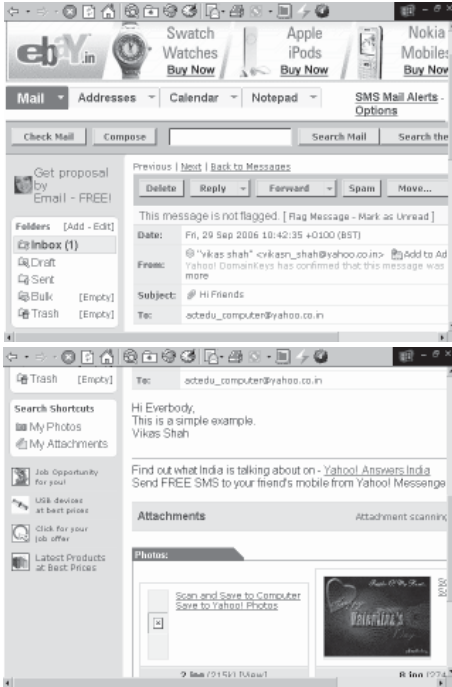 ebY.in
Swatch Watches Buy Now
Apple iPods Buy Now
Nokia Mobiles Buy Now
Mail Addresses Calendar Notepad
SMS Mail Alerts - Options
Check Mail Compose Search Mail Search the
Get proposal by Email - FREE!
Previous | Next | Back to Messages
Delete Reply Forward Spam Move...
This message is not flagged. [ Flag Message - Mark as Unread ]
Folders [Add - Edit]
Inbox (1)
Draft
Sent
Bulk [Empty]
Trash [Empty]
Date: Fri, 29 Sep 2006 10:42:35 +0100 (BST)
From: "vikas shah" <vikasn_shah@yahoo.co.in> Add to Ad
Yahoo! DomainKeys has confirmed that this message was
more
Subject: Hi Friends
To: actedu_computer@yahoo.co.in
Trash [Empty]
To: actedu_computer@yahoo.co.in
Search Shortcuts
My Photos
My Attachments
Job Opportunity for you!
USB devices at best prices
Click for your job offer
Latest Products at Best Prices
Hi Everbody,
This is a simple example.
Vikas Shah
Find out what India is talking about on - Yahoo! Answers India
Send FREE SMS to your friend's mobile from Yahoo! Messenge
Attachments Attachment scanning
Photos:
Scan and Save to Computer
Save to Yahoo! Photos
Valentine's
2.jpg (215k) [View]
8.jpg (274